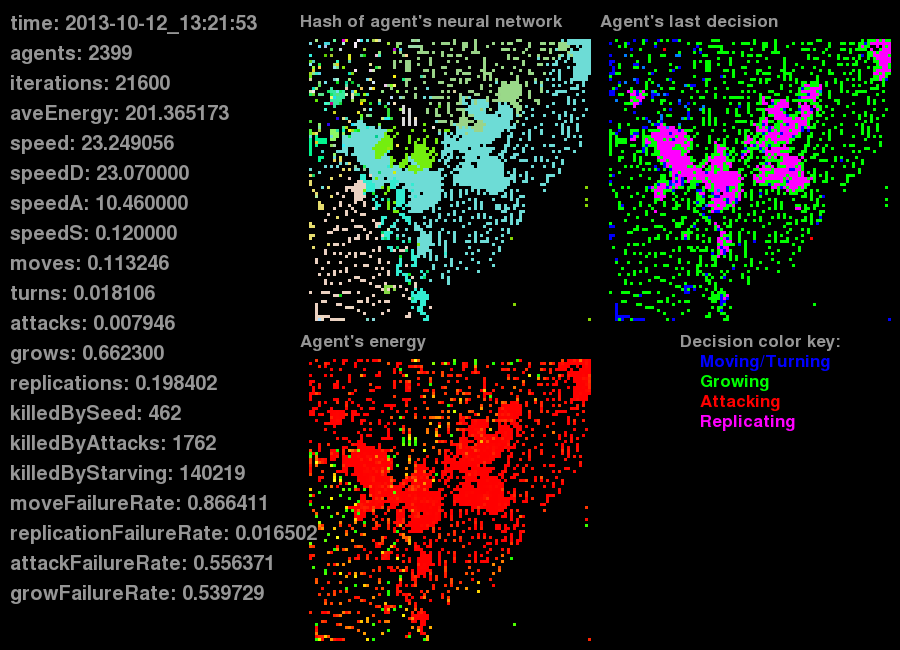 time: 2013-10-12_13:21:53
agents: 2399
iterations: 21600
aveEnergy: 201.365173
speed: 23.249056
speedD: 23.070000
speedA: 10.460000
speedS: 0.120000
moves: 0.113246
turns: 0.018106
attacks: 0.007946
grows: 0.662300
replications: 0.198402
killedBySeed: 462
killedByAttacks: 1762
killedByStarving: 140219
moveFailureRate: 0.866411
replicationFailureRate: 0.016502
attackFailureRate: 0.556371
growFailureRate: 0.539729
Hash of agent's neural network
Agent's last decision
Agent's energy
Decision color key:
Moving/Turning
Growing
Attacking
Replicating